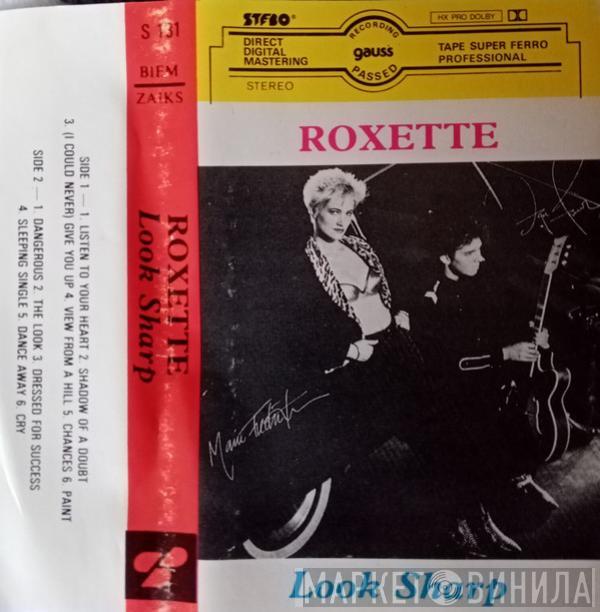 STEBO®
DIRECT
DIGITAL
MASTERING
STEREO
RECORDING
gauss
PASSED
HX PRO DOLBY
TAPE SUPER FERRO
PROFESSIONAL
ROXETTE
Look Sharp
S 131
BIEM
ZAIKS
ROXETTE
Look Sharp
SIDE 1 — 1. LISTEN TO YOUR HEART 2. SHADOW OF A DOUBT
3. (I COULD NEVER) GIVE YOU UP 4. VIEW FROM A HILL 5. CHANCES 6. PAINT
SIDE 2 — 1. DANGEROUS 2. THE LOOK 3. DRESSED FOR SUCCESS
4. SLEEPING SINGLE 5. DANCE AWAY 6. CRY
МАРКЕТ ВИНИЛА